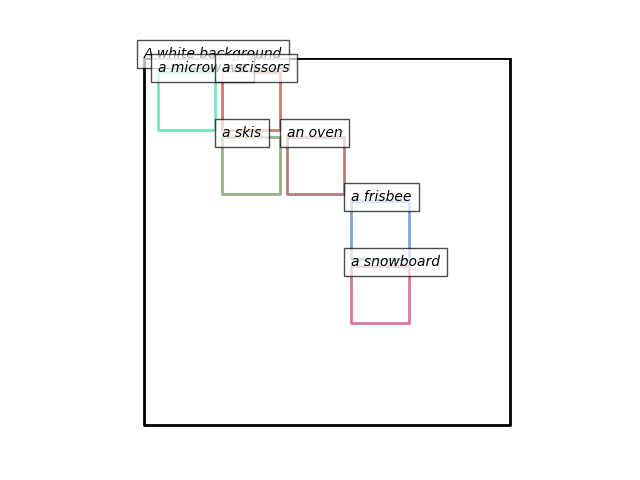 A white background
a microwave
a scissors
a skis
an oven
a frisbee
a snowboard